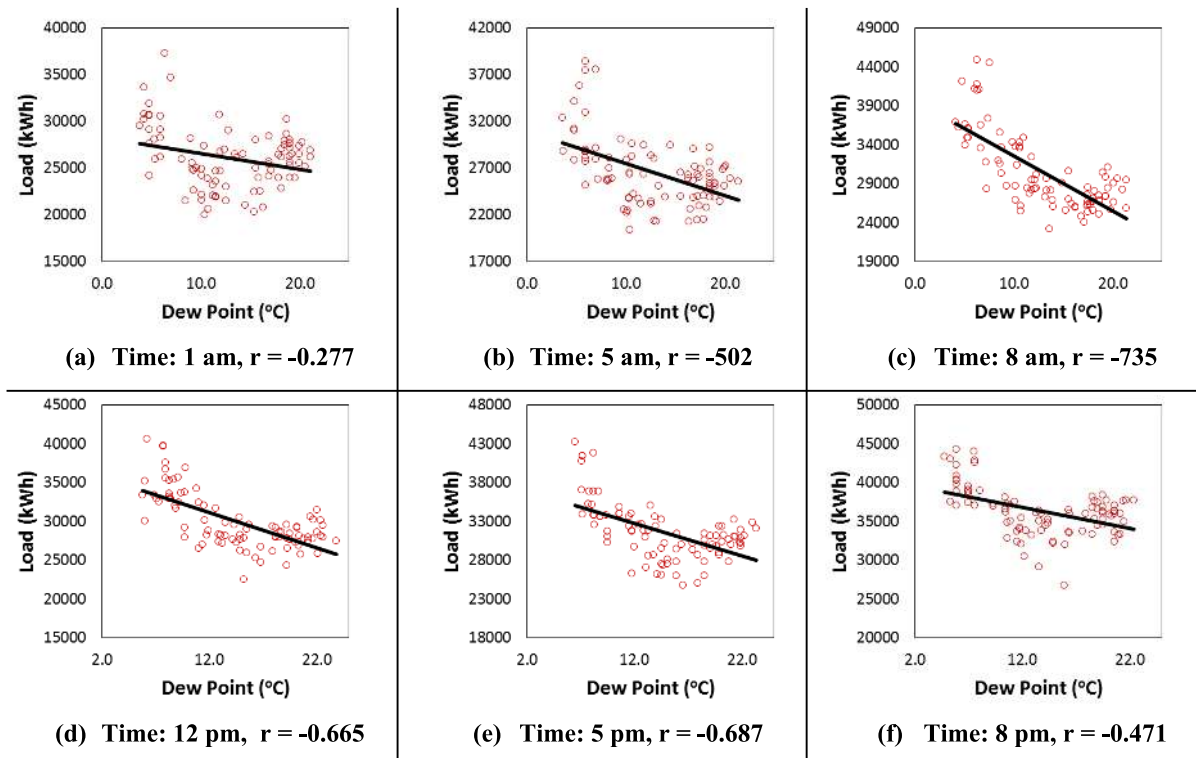 40000
35000
30000
25000
20000
15000
Load (kWh)
0.0 10.0 20.0
Dew Point (°C)
(a) Time: 1 am, r = -0.277
42000
37000
32000
27000
22000
17000
Load (kWh)
0.0 10.0 20.0
Dew Point (°C)
(b) Time: 5 am, r = -502
49000
44000
39000
34000
29000
24000
19000
Load (kWh)
0.0 10.0 20.0
Dew Point (°C)
(c) Time: 8 am, r = -735
45000
40000
35000
30000
25000
20000
15000
Load (kWh)
2.0 12.0 22.0
Dew Point (°C)
(d) Time: 12 pm, r = -0.665
48000
43000
38000
33000
28000
23000
18000
Load (kWh)
2.0 12.0 22.0
Dew Point (°C)
(e) Time: 5 pm, r = -0.687
50000
45000
40000
35000
30000
25000
20000
Load (kWh)
2.0 12.0 22.0
Dew Point (°C)
(f) Time: 8 pm, r = -0.471